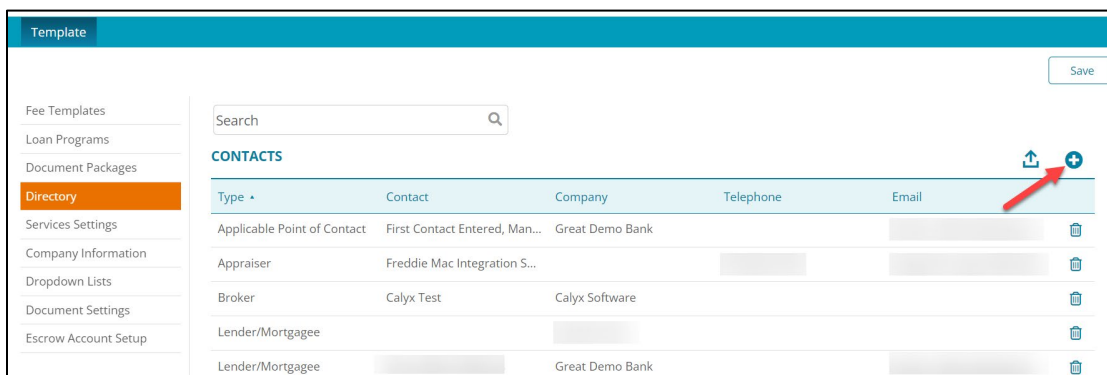 Template
Save
Fee Templates
Loan Programs
Document Packages
Directory
Services Settings
Company Information
Dropdown Lists
Document Settings
Escrow Account Setup
Search
CONTACTS
Type Contact Company Telephone Email
Applicable Point of Contact First Contact Entered, Man... Great Demo Bank
Appraiser Freddie Mac Integration S...
Broker Calyx Test Calyx Software
Lender/Mortgagee
Lender/Mortgagee Great Demo Bank